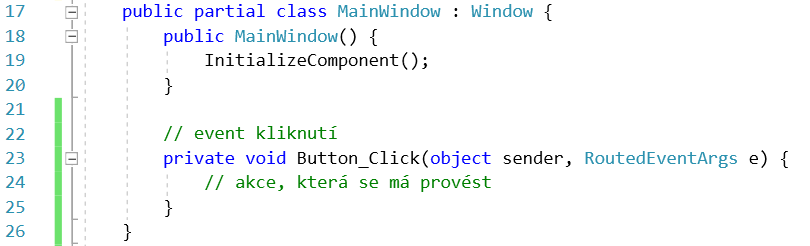 17 public partial class MainWindow : Window {
18 public MainWindow() {
19 InitializeComponent();
20 }
21
22 // event kliknutí
23 private void Button_Click(object sender, RoutedEventArgs e) {
24 // akce, která se má provést
25 }
26 }